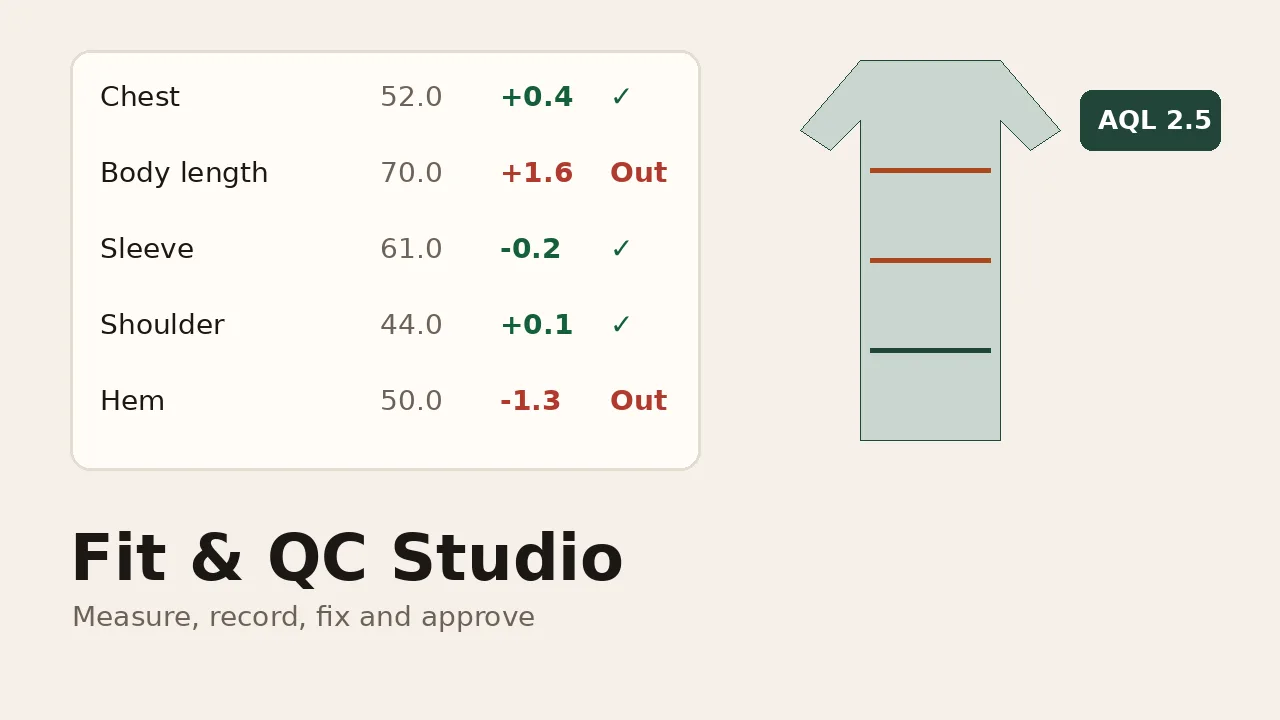 Chest 52.0 +0.4 ✓
Body length 70.0 +1.6 Out
Sleeve 61.0 -0.2 ✓
Shoulder 44.0 +0.1 ✓
Hem 50.0 -1.3 Out
AQL 2.5
Fit & QC Studio
Measure, record, fix and approve